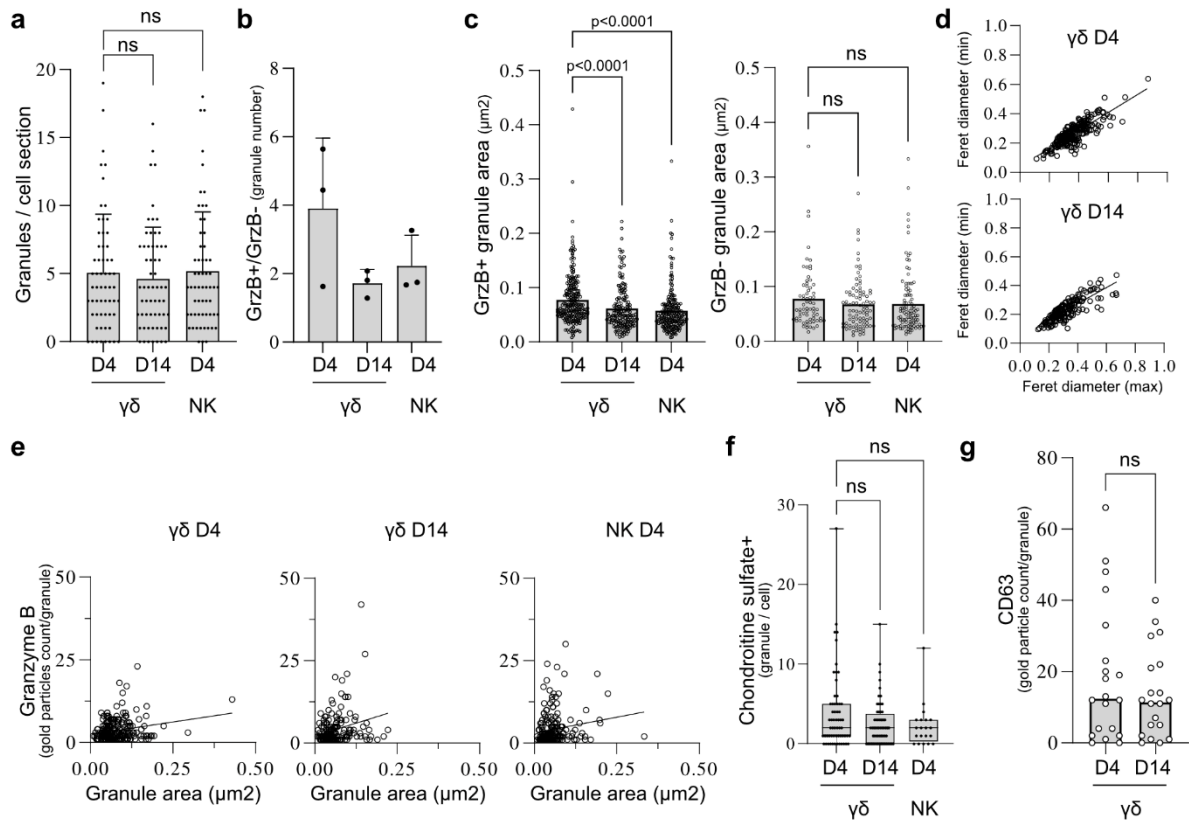 a
ns
ns
Granules / cell section
20
15
10
5
0
D4 D14 D4
γδ NK
b
GrzB+/GrzB- (granule number)
8
6
4
2
0
D4 D14 D4
γδ NK
c
p<0.0001
p<0.0001
GrzB+ granule area (µm2)
0.5
0.4
0.3
0.2
0.1
0.0
D4 D14 D4
γδ NK
ns
ns
GrzB- granule area (µm2)
0.5
0.4
0.3
0.2
0.1
0.0
D4 D14 D4
γδ NK
d
γδ D4
Feret diameter (min)
1.0
0.8
0.6
0.4
0.2
0.0
γδ D14
Feret diameter (min)
1.0
0.8
0.6
0.4
0.2
0.0
0.0 0.2 0.4 0.6 0.8 1.0
Feret diameter (max)
e
γδ D4
Granzyme B
(gold particles count/granule)
50
25
0
0.00 0.25 0.50
Granule area (µm2)
γδ D14
50
25
0
0.00 0.25 0.50
Granule area (µm2)
NK D4
50
25
0
0.00 0.25 0.50
Granule area (µm2)
f
ns
ns
Chondroitine sulfate+
(granule / cell)
30
20
10
0
D4 D14 D4
γδ NK
g
ns
CD63
(gold particle count/granule)
80
60
40
20
0
D4 D14
γδ